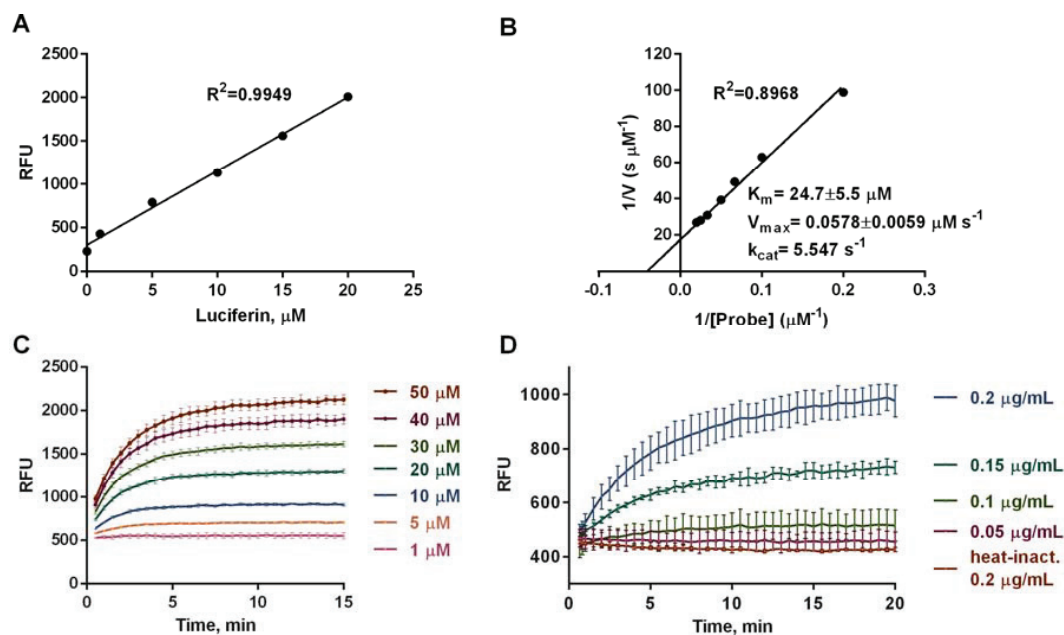 A
2500
2000
1500
1000
500
0
RFU
R²=0.9949
0 5 10 15 20 25
Luciferin, μM
B
120
100
80
60
40
20
1/V (s μM⁻¹)
R²=0.8968
Km = 24.7±5.5 μM
Vmax= 0.0578±0.0059 μM s⁻¹
kcat= 5.547 s⁻¹
-0.1 0.0 0.1 0.2 0.3
1/[Probe] (μM⁻¹)
C
2500
2000
1500
1000
500
0
RFU
50 μM
40 μM
30 μM
20 μM
10 μM
5 μM
1 μM
0 5 10 15
Time, min
D
1000
800
600
400
RFU
0.2 μg/mL
0.15 μg/mL
0.1 μg/mL
0.05 μg/mL
heat-inact.
0.2 μg/mL
0 5 10 15 20
Time, min